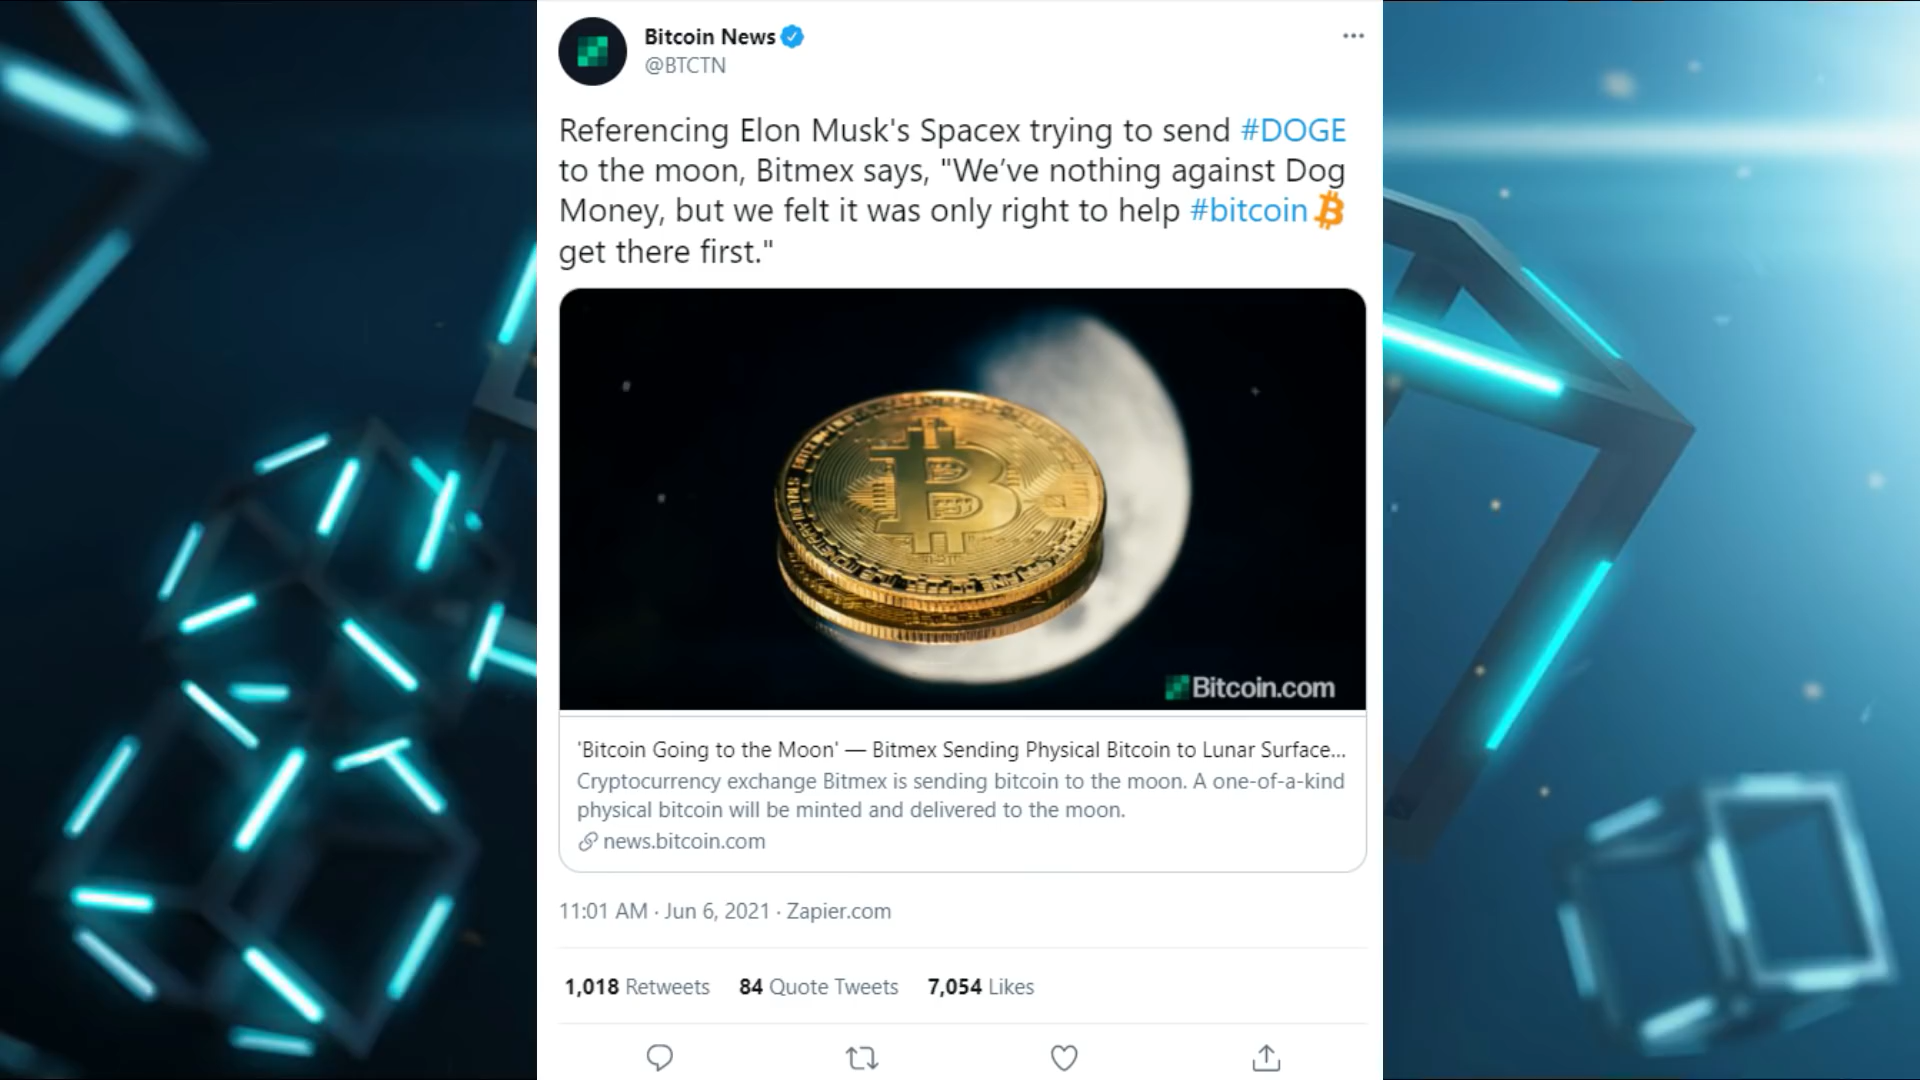 Bitcoin News
@BTCTN
Referencing Elon Musk's Spacex trying to send #DOGE
to the moon, Bitmex says, "We’ve nothing against Dog
Money, but we felt it was only right to help #bitcoin
get there first."
Bitcoin.com
'Bitcoin Going to the Moon' — Bitmex Sending Physical Bitcoin to Lunar Surface...
Cryptocurrency exchange Bitmex is sending bitcoin to the moon. A one-of-a-kind
physical bitcoin will be minted and delivered to the moon.
news.bitcoin.com
11:01 AM · Jun 6, 2021 · Zapier.com
1,018 Retweets 84 Quote Tweets 7,054 Likes